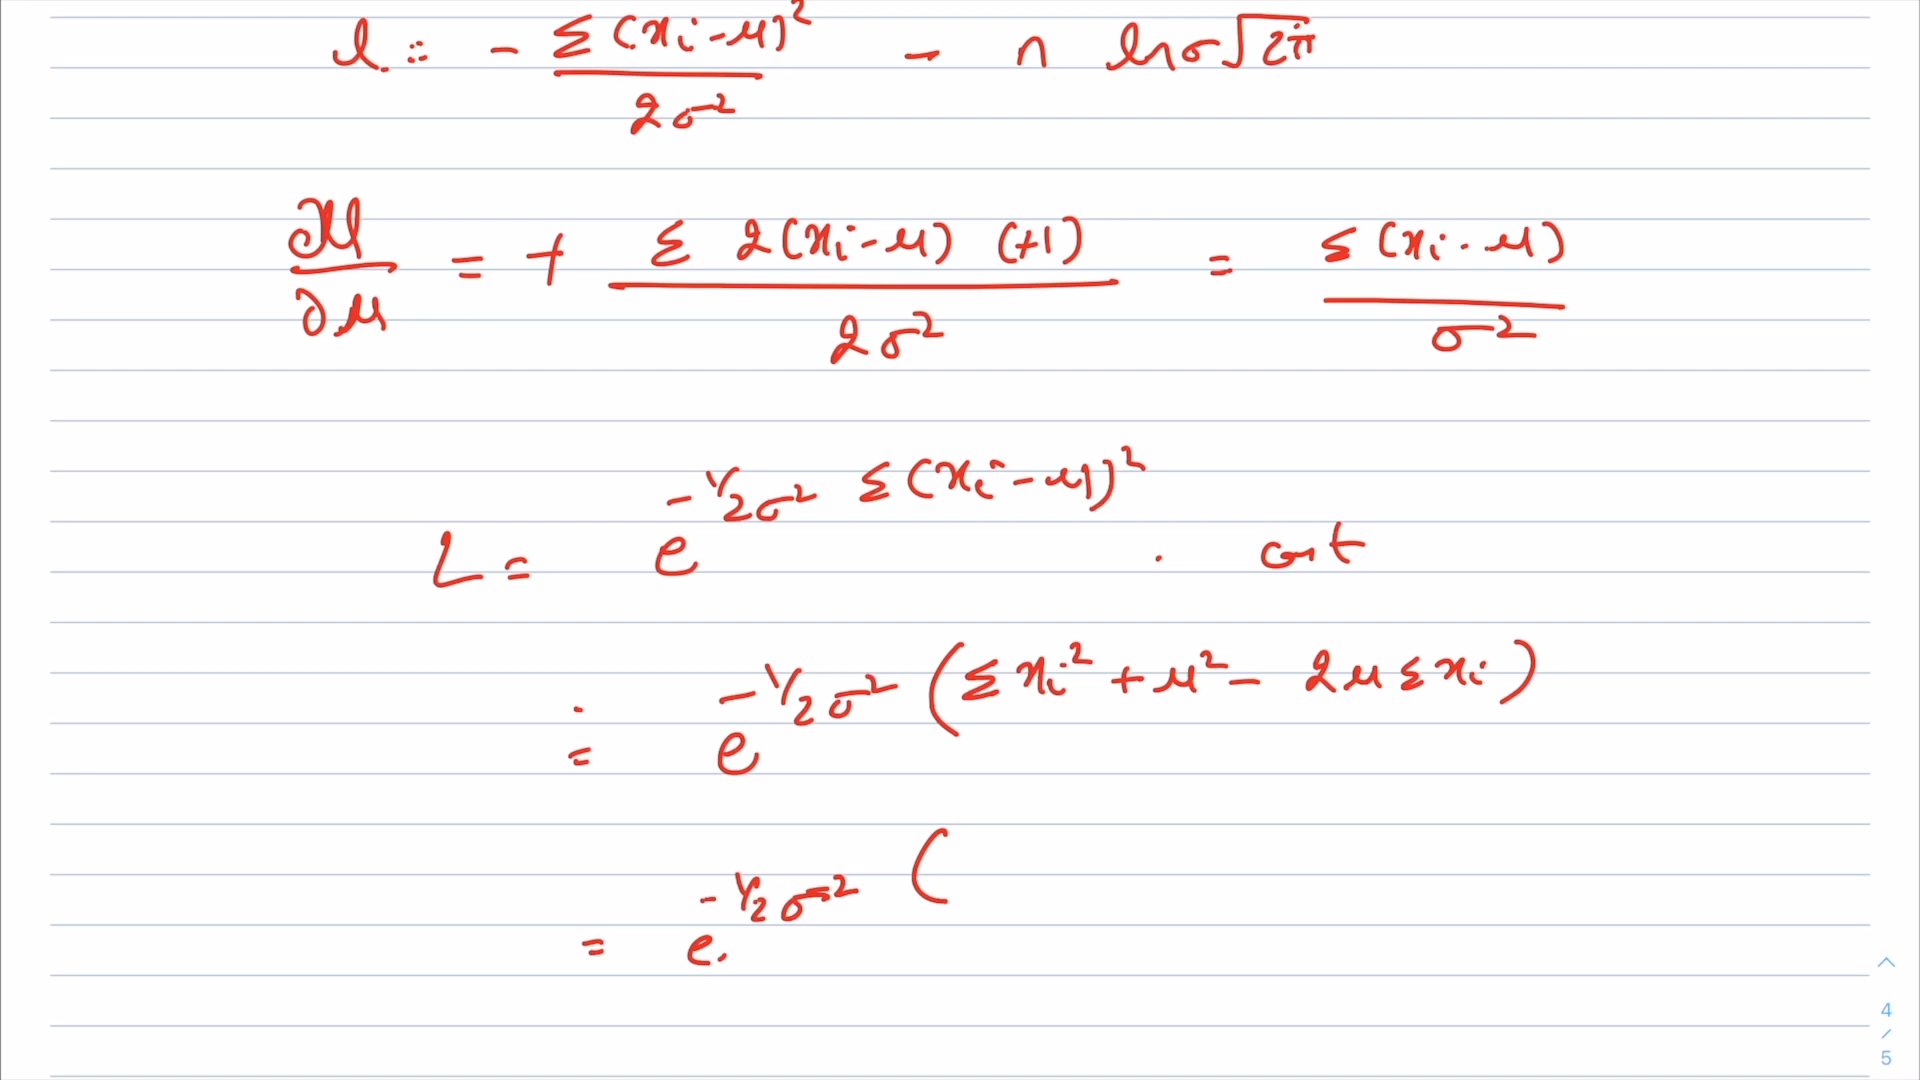 l = - Σ(xᵢ-μ)² / 2σ² - n ln σ√2π
∂l/∂μ = + Σ 2(xᵢ-μ) (+1) / 2σ² = Σ(xᵢ-μ) / σ²
L = e^(-1/2σ² Σ(xᵢ-μ)²) . const
= e^(-1/2σ² (Σxᵢ² + μ² - 2μΣxᵢ))
= e^(-1/2σ² (
4
/
5